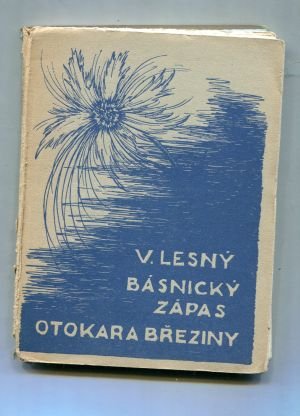 V. LESNÝ
BÁSNICKÝ
ZÁPAS
OTOKARA BŘEZINY